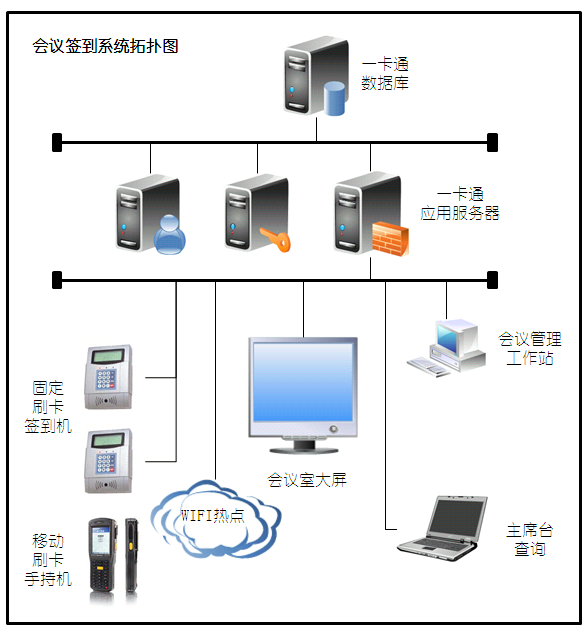 会议签到系统拓扑图
一卡通
数据库
一卡通
应用服务器
会议管理
工作站
固定
刷卡
签到机
会议室大屏
WIFI热点
移动
刷卡
手持机
主席台
查询